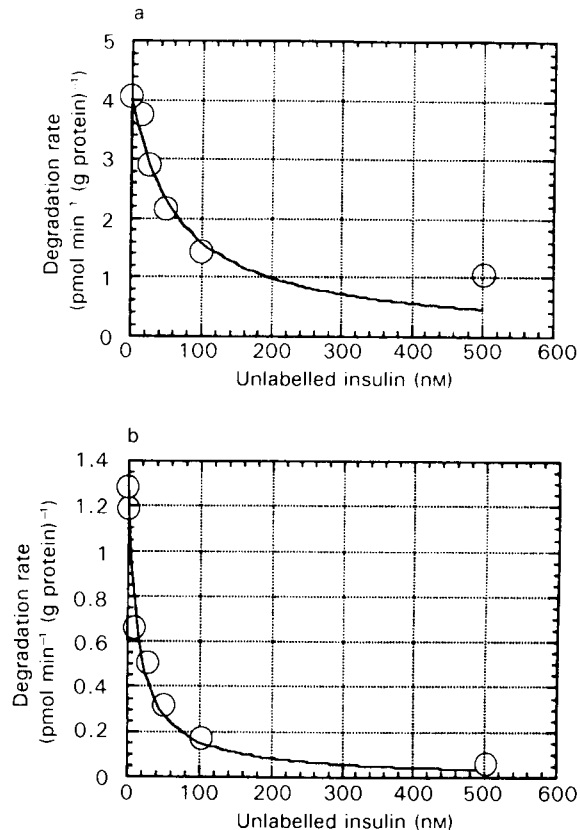 a
5
4
3
2
1
0
Degradation rate
(pmol min⁻¹ (g protein)⁻¹)
0 100 200 300 400 500 600
Unlabelled insulin (nM)
b
1.4
1.2
1
0.8
0.6
0.4
0.2
0
Degradation rate
(pmol min⁻¹ (g protein)⁻¹)
0 100 200 300 400 500 600
Unlabelled insulin (nM)